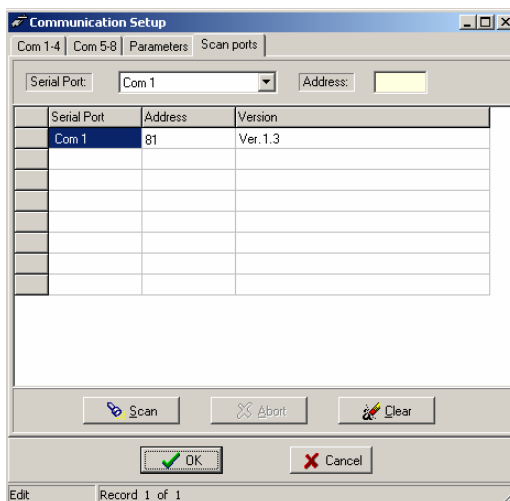 Communication Setup
Com 1-4 Com 5-8 Parameters Scan ports
Serial Port: Com 1 Address:
Serial Port Address Version
Com 1 81 Ver.1.3
Scan Abort Clear
OK Cancel
Edit Record 1 of 1